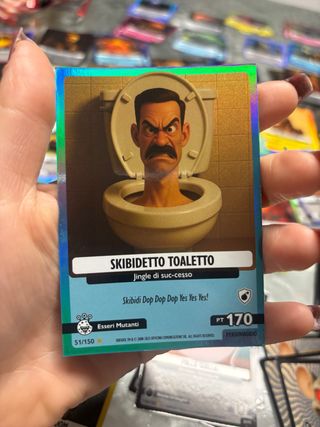 SKIBIDETTO TOALETTO
Jingle di suc-cesso
Skibidi Dop Dop Dop Yes Yes Yes!
Esseri Mutanti
PT 170
51/150
PERSONAGGIO